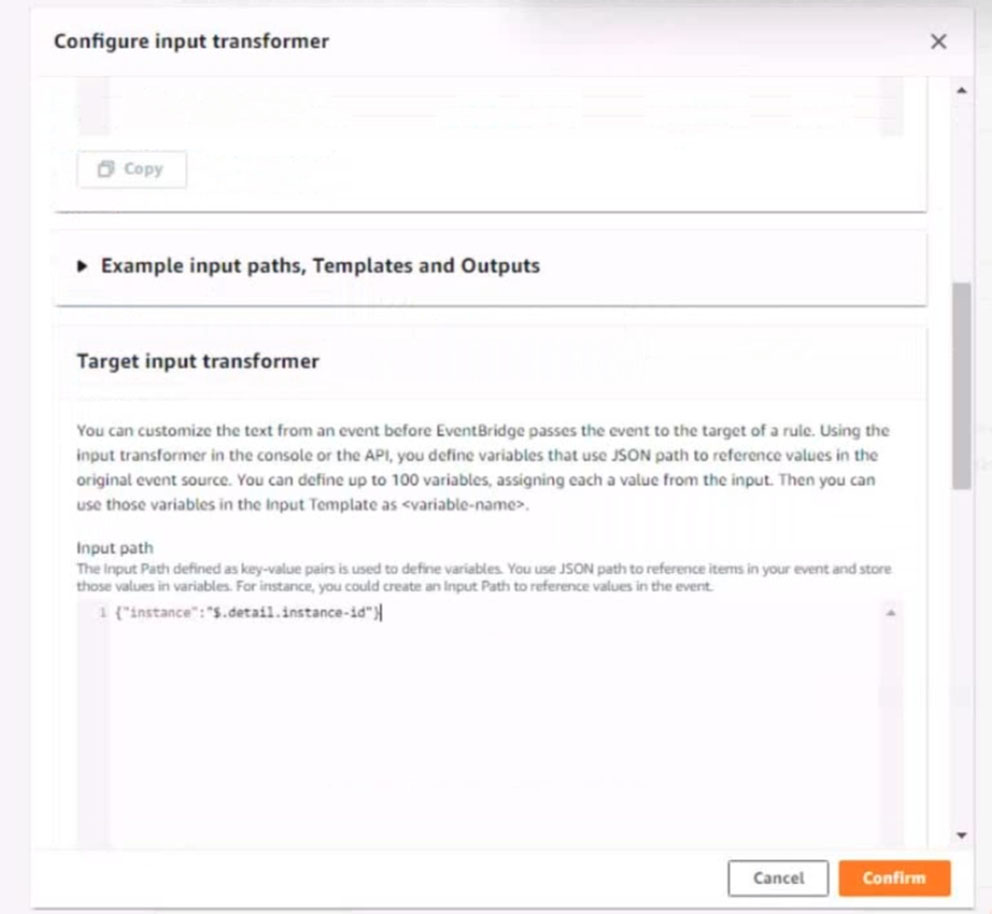 Configure input transformer
Copy
Example input paths, Templates and Outputs
Target input transformer
You can customize the text from an event before EventBridge passes the event to the target of a rule. Using the
input transformer in the console or the API, you define variables that use JSON path to reference values in the
original event source. You can define up to 100 variables, assigning each a value from the input. Then you can
use those variables in the Input Template as <variable-name>.
Input path
The Input Path defined as key-value pairs is used to define variables. You use JSON path to reference items in your event and store
those values in variables. For instance, you could create an Input Path to reference values in the event.
1 {"instance":"$.detail.instance-id"}
Cancel Confirm